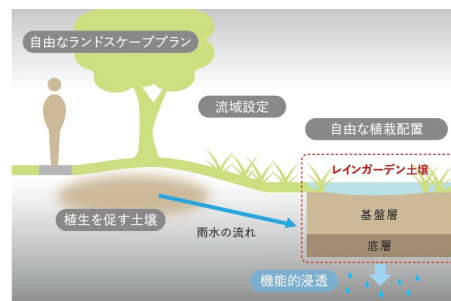 自由なランドスケーププラン
流域設定
自由な植栽配置
レインガーデン土壌
植生を促す土壌
雨水の流れ
基盤層
底層
機能的浸透